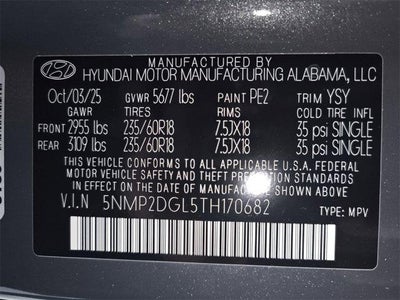 MANUFACTURED BY
HYUNDAI MOTOR MANUFACTURING ALABAMA, LLC
Oct/03/25 GVWR 5677 lbs PAINT PE2 TRIM YSY
GAWR TIRES RIMS COLD TIRE INFL
FRONT 2955 lbs 235/60R18 7.5JX18 35 psi SINGLE
REAR 3109 lbs 235/60R18 7.5JX18 35 psi SINGLE
THIS VEHICLE CONFORMS TO ALL APPLICABLE U.S.A. FEDERAL
MOTOR VEHICLE SAFETY AND THEFT PREVENTION STANDARDS
IN EFFECT ON THE DATE OF MANUFACTURE SHOWN ABOVE.
V.I.N 5NMP2DGL5TH170682
TYPE: MPV